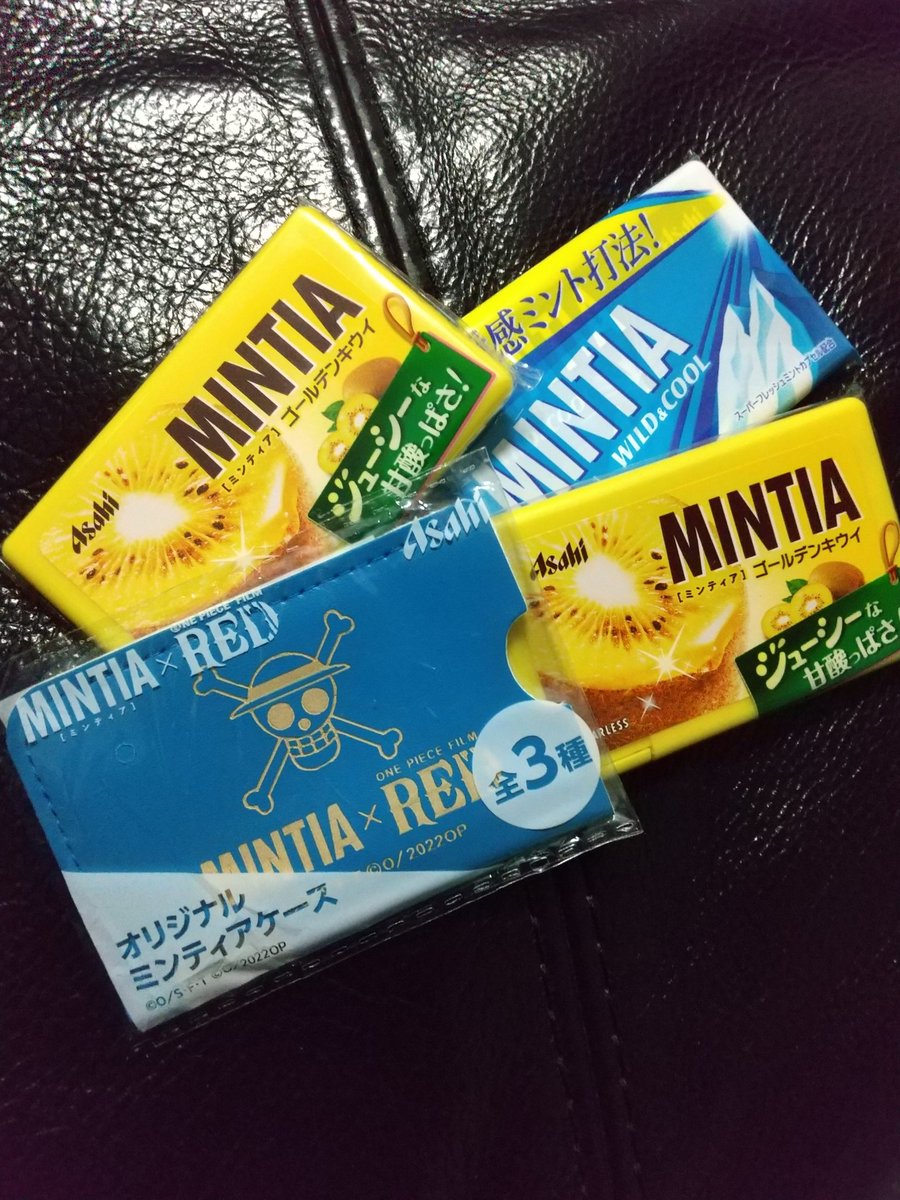 MINTIA
[ミンティア] ゴールデンキウイ
Asahi
ジューシーな
甘酸っぱさ!
Asahi
感ミント打法!
MINTIA
WILD&COOL
スーパーフレッシュミントカプセル配合
Asahi
MINTIA
[ミンティア] ゴールデンキウイ
ジューシーな
甘酸っぱさ!
Asahi
ONE PIECE FILM
MINTIA × RED
[ミンティア]
ONE PIECE FILM
MINTIA × RED
©O/2022OP
全3種
オリジナル
ミンティアケース
©O/S・F・T ©O/2022OP